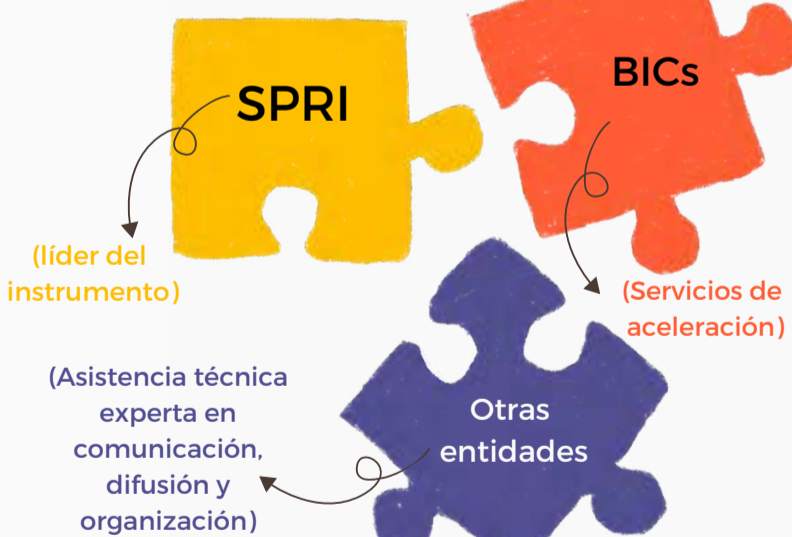 SPRI
(líder del
instrumento)
BICs
(Servicios de
aceleración)
Otras
entidades
(Asistencia técnica
experta en
comunicación,
difusión y
organización)